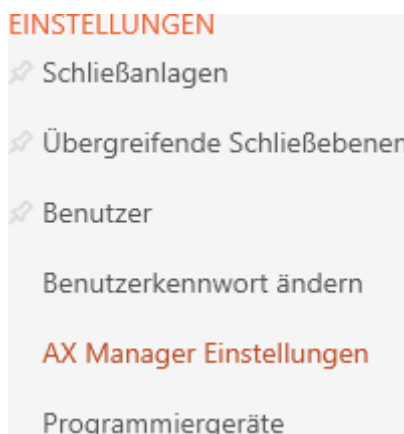 EINSTELLUNGEN
Schließanlagen
Übergreifende Schließebenen
Benutzer
Benutzerkennwort ändern
AX Manager Einstellungen
Programmiergeräte